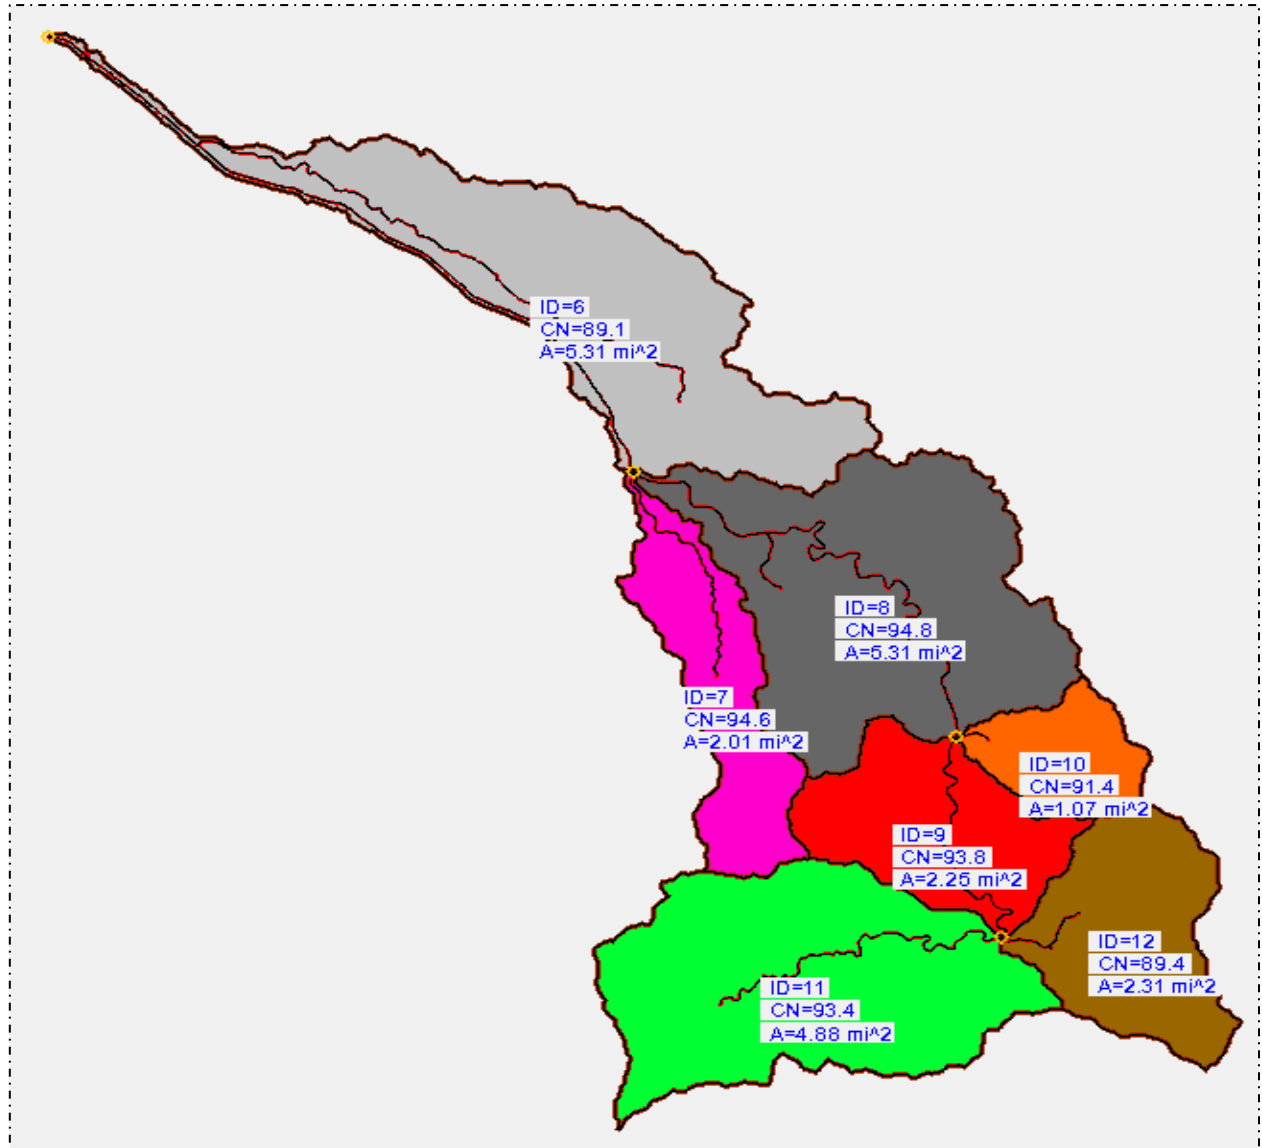 ID=6
CN=89.1
A=5.31 mi^2
ID=8
CN=94.8
A=5.31 mi^2
ID=7
CN=94.6
A=2.01 mi^2
ID=10
CN=91.4
A=1.07 mi^2
ID=9
CN=93.8
A=2.25 mi^2
ID=12
CN=89.4
A=2.31 mi^2
ID=11
CN=93.4
A=4.88 mi^2